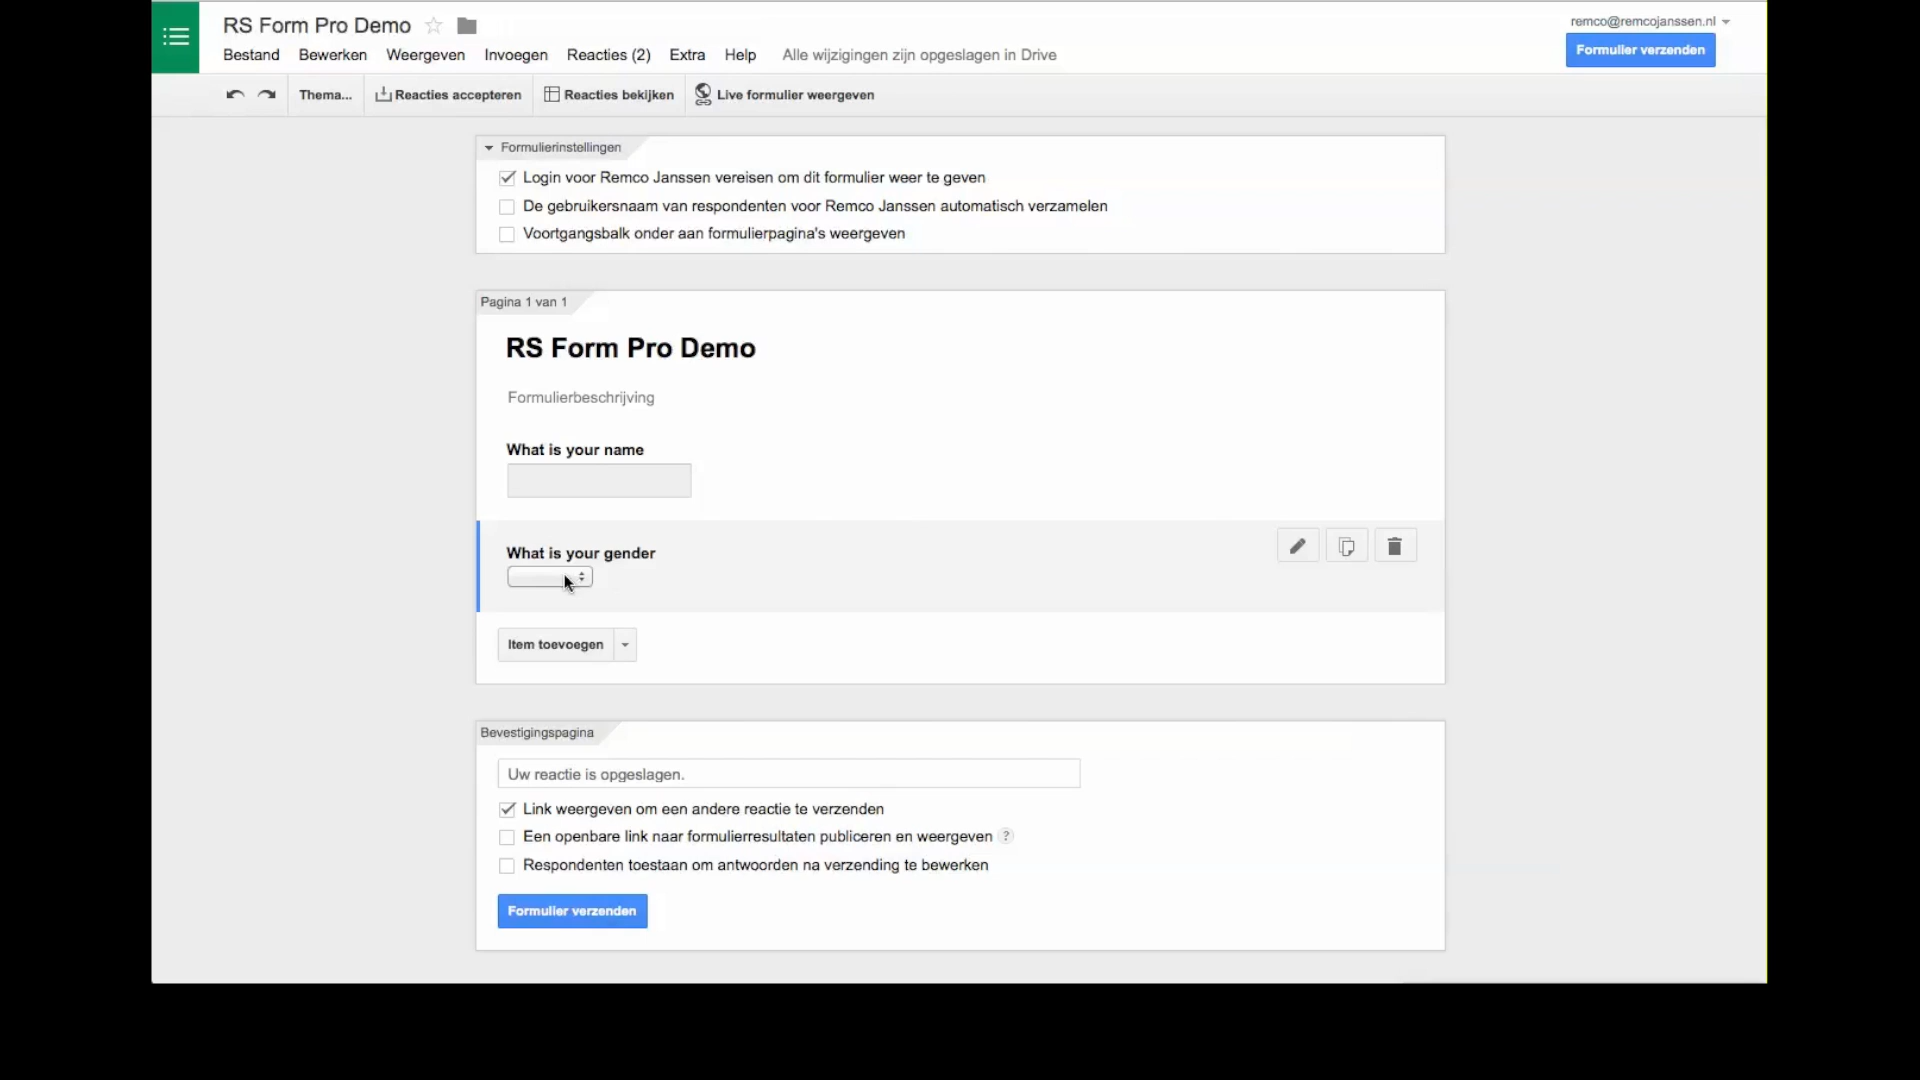 RS Form Pro Demo
remco@remcojanssen.nl
Bestand Bewerken Weergeven Invoegen Reacties (2) Extra Help Alle wijzigingen zijn opgeslagen in Drive
Formulier verzenden
Thema... Reacties accepteren Reacties bekijken Live formulier weergeven
Formulierinstellingen
Login voor Remco Janssen vereisen om dit formulier weer te geven
De gebruikersnaam van respondenten voor Remco Janssen automatisch verzamelen
Voortgangsbalk onder aan formulierpagina's weergeven
Pagina 1 van 1
RS Form Pro Demo
Formulierbeschrijving
What is your name
What is your gender
Item toevoegen
Bevestigingspagina
Uw reactie is opgeslagen.
Link weergeven om een andere reactie te verzenden
Een openbare link naar formulierresultaten publiceren en weergeven ?
Respondenten toestaan om antwoorden na verzending te bewerken
Formulier verzenden